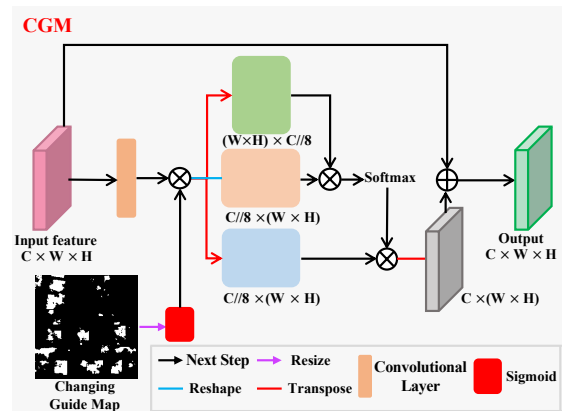 CGM
(W×H) × C//8
Softmax
Input feature
C × W × H
C//8 ×(W × H)
Output
C × W × H
C//8 ×(W × H)
C ×(W × H)
Changing
Guide Map
Next Step
Resize
Convolutional
Layer
Sigmoid
Reshape
Transpose